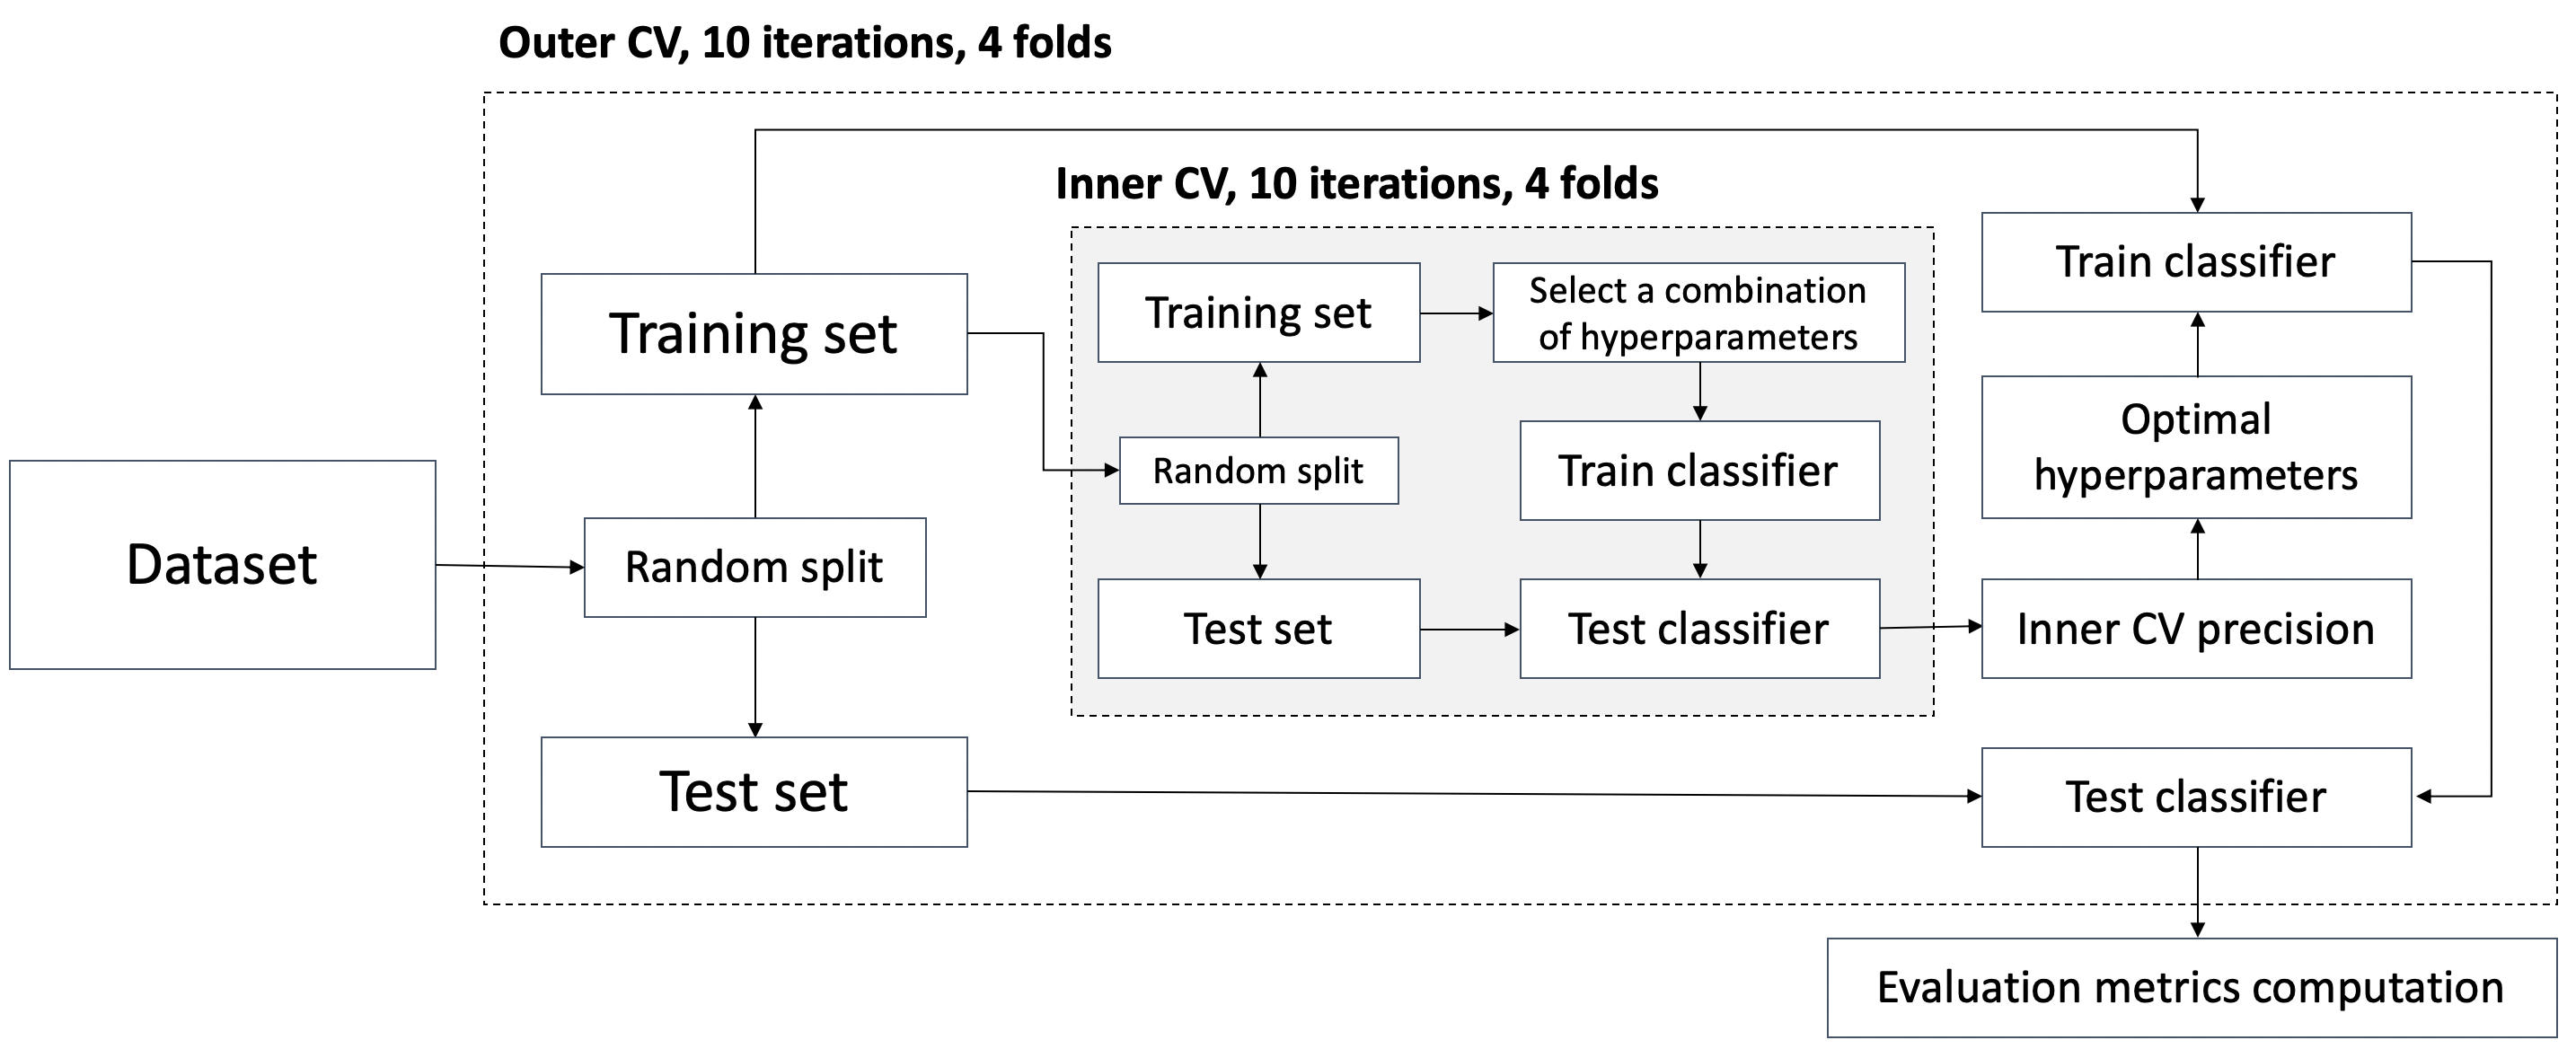 Outer CV, 10 iterations, 4 folds
Inner CV, 10 iterations, 4 folds
Dataset
Random split
Training set
Test set
Random split
Training set
Test set
Select a combination
of hyperparameters
Train classifier
Test classifier
Inner CV precision
Optimal
hyperparameters
Train classifier
Test classifier
Evaluation metrics computation